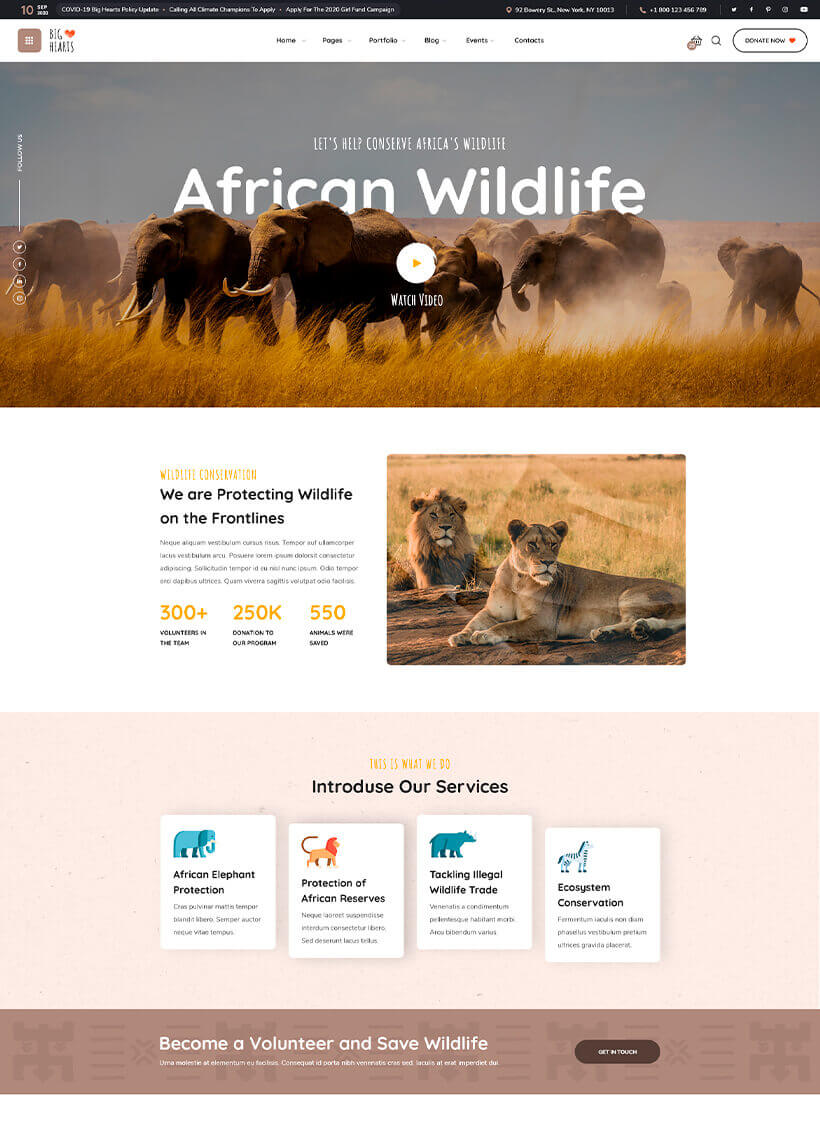 10 SEP 2020
COVID-19 Big Hearts Policy Update • Calling All Climate Champions To Apply • Apply For The 2020 Girl Fund Campaign
92 Bowery St., New York, NY 10013
+1 800 123 456 789
BIG HEARTS
Home Pages Portfolio Blog Events Contacts
DONATE NOW
FOLLOW US
LET'S HELP CONSERVE AFRICA'S WILDLIFE
African Wildlife
WATCH VIDEO
WILDLIFE CONSERVATION
We are Protecting Wildlife
on the Frontlines
Neque aliquam vestibulum cursus risus. Tempor auf ullamcorper
lacus vestibulum arcu. Posuere lorem ipsum dolorsit consectetur
adipiscing. Sollicitudin tempor id eu nisl nunc ipsum. Odio tempor
orci dapibus ultrices. Quam viverra sagittis volutpat odio facilisis.
300+ 250K 550
VOLUNTEERS IN
THE TEAM
DONATION TO
OUR PROGRAM
ANIMALS WERE
SAVED
THIS IS WHAT WE DO
Introduse Our Services
African Elephant
Protection
Cras pulvinar mattis tempor
blandit libero. Semper auctor
neque vitae tempus.
Protection of
African Reserves
Neque laoreet suspendisse
interdum consectetur libero.
Sed deserunt lacus tellus.
Tackling Illegal
Wildlife Trade
Venenatis a condimentum
pellentesque habitant morbi.
Arcu bibendum varius.
Ecosystem
Conservation
Fermentum iaculis non diam
phasellus vestibulum pretium
ultrices gravida placerat.
Become a Volunteer and Save Wildlife
Urna molestie at elementum eu facilisis. Consequat id porta nibh venenatis cras sed. Iaculis at erat imperdiet dui.
GET IN TOUCH